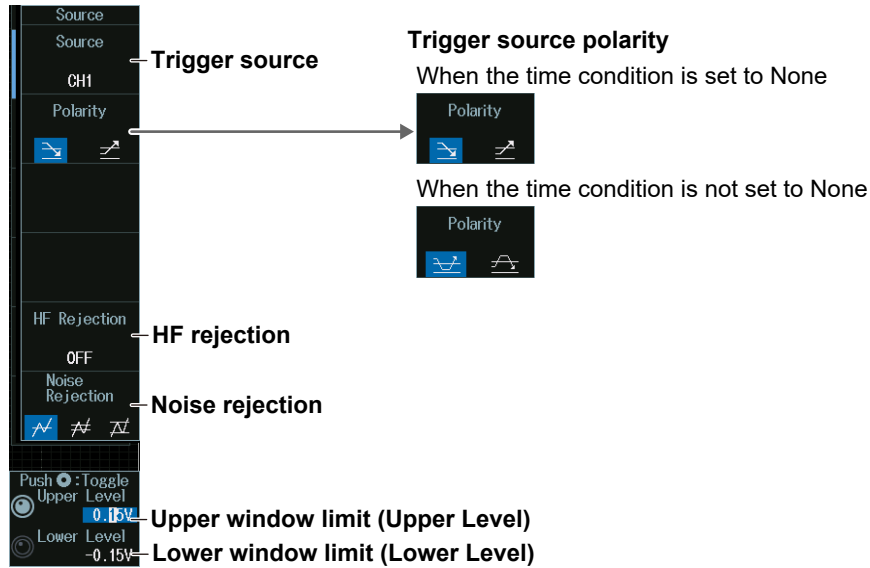 Source
Source
CH1
Polarity
HF Rejection
OFF
Noise
Rejection
Push :Toggle
Upper Level
0.15V
Lower Level
-0.15V
Trigger source
HF rejection
Noise rejection
Upper window limit (Upper Level)
Lower window limit (Lower Level)
Trigger source polarity
When the time condition is set to None
Polarity
When the time condition is not set to None
Polarity